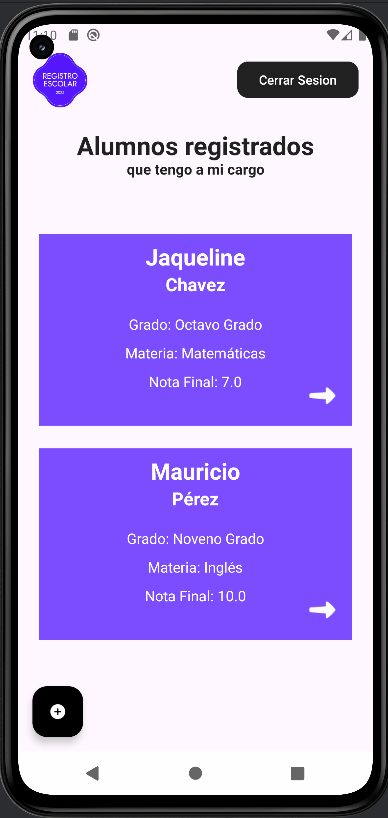 1:10
REGISTRO
ESCOLAR
2023
Cerrar Sesion
Alumnos registrados
que tengo a mi cargo
Jaqueline
Chavez
Grado: Octavo Grado
Materia: Matemáticas
Nota Final: 7.0
Mauricio
Pérez
Grado: Noveno Grado
Materia: Inglés
Nota Final: 10.0